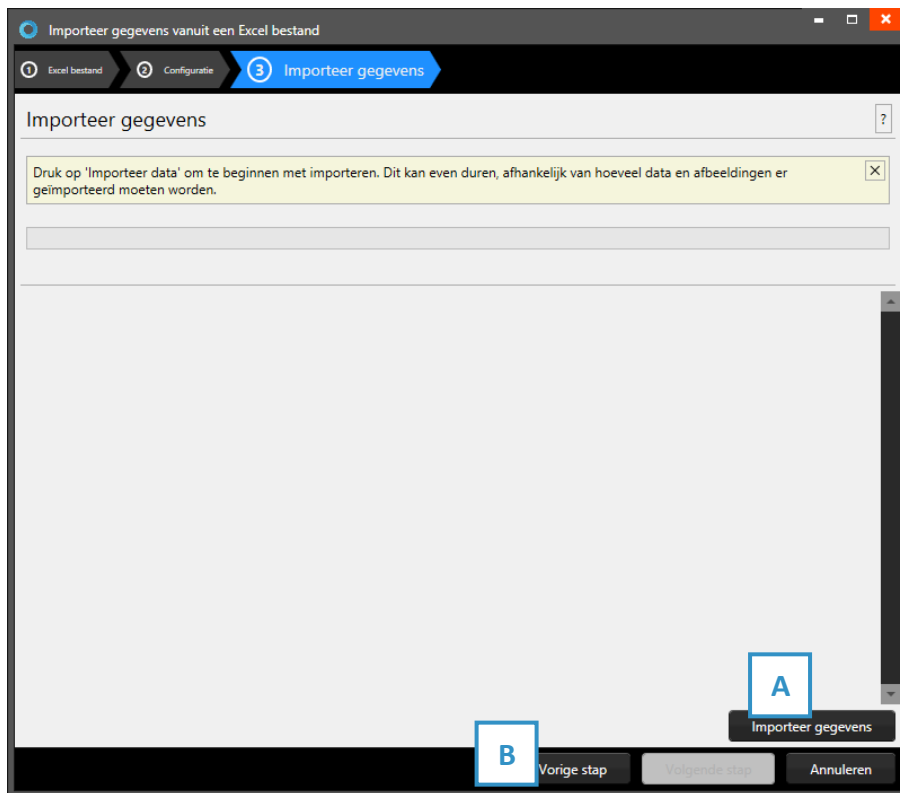 Importeer gegevens vanuit een Excel bestand
1 Excel bestand 2 Configuratie 3 Importeer gegevens
Importeer gegevens ?
Druk op 'Importeer data' om te beginnen met importeren. Dit kan even duren, afhankelijk van hoeveel data en afbeeldingen er
geïmporteerd moeten worden.
A
Importeer gegevens
B
Vorige stap Volgende stap Annuleren